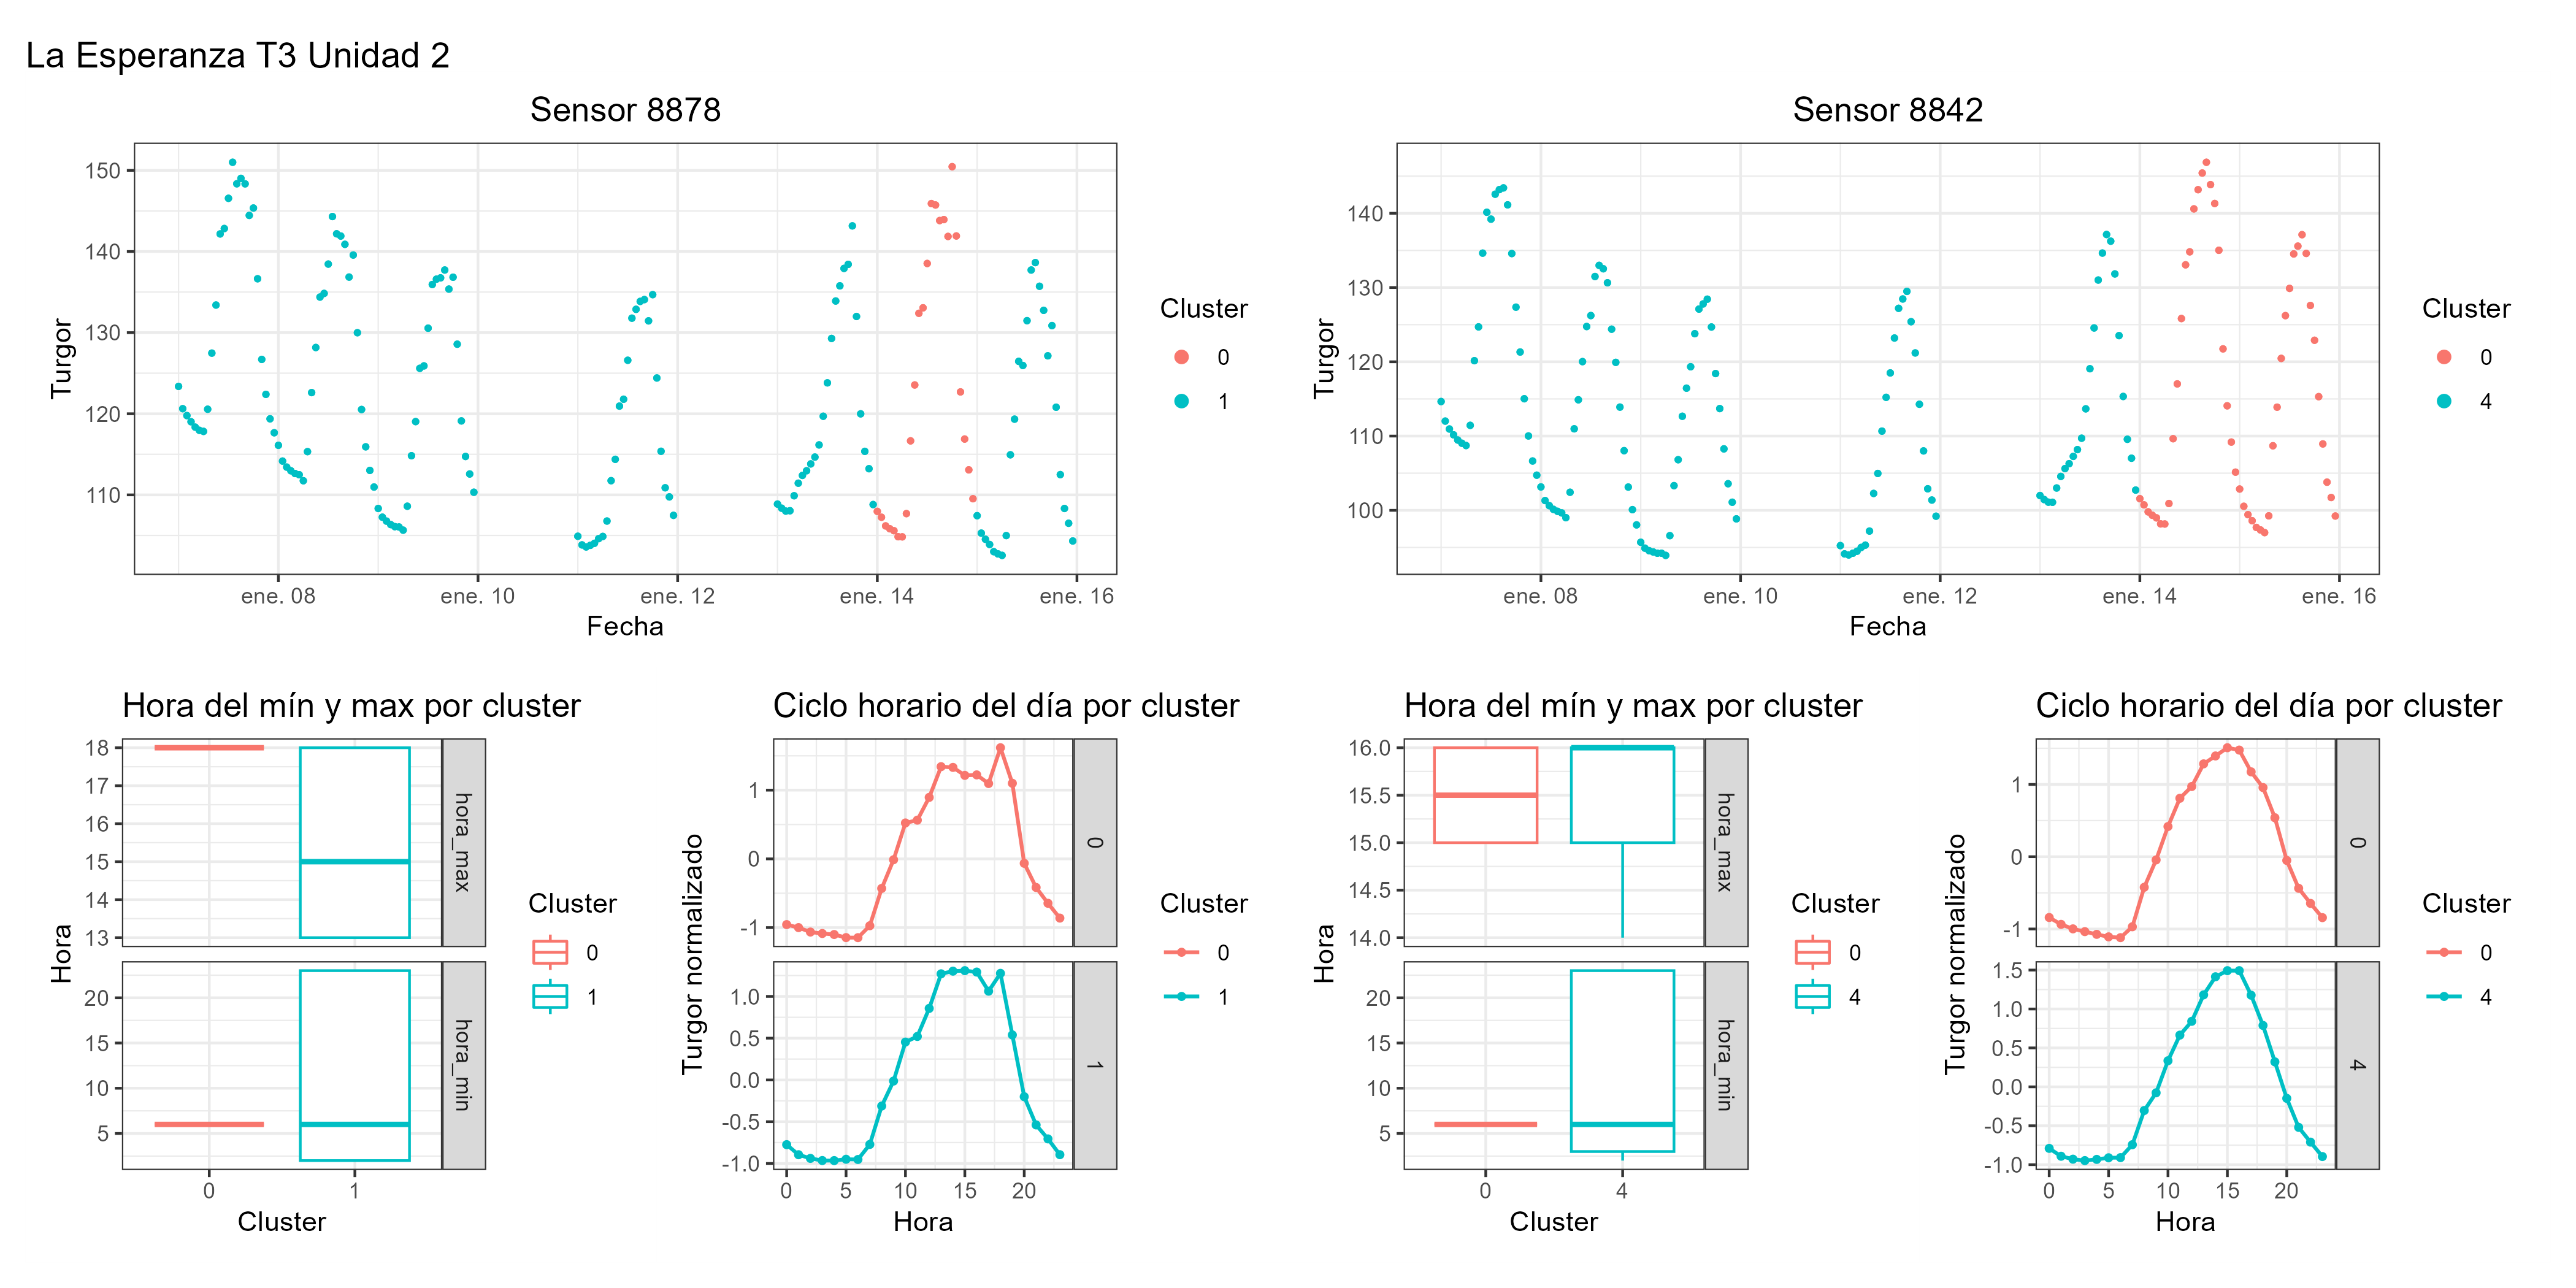 La Esperanza T3 Unidad 2
Sensor 8878
150
140
130
120
110
Turgor
ene. 08 ene. 10 ene. 12 ene. 14 ene. 16
Fecha
Cluster
0
1
Sensor 8842
140
130
120
110
100
Turgor
ene. 08 ene. 10 ene. 12 ene. 14 ene. 16
Fecha
Cluster
0
4
Hora del mín y max por cluster
18
17
16
15
14
13
hora_max
20
15
10
5
hora_min
Hora
0 1
Cluster
Cluster
0
1
Ciclo horario del día por cluster
1
0
-1
0
1.0
0.5
0.0
-0.5
-1.0
1
Turgor normalizado
0 5 10 15 20
Hora
Cluster
0
1
Hora del mín y max por cluster
16.0
15.5
15.0
14.5
14.0
hora_max
20
15
10
5
hora_min
Hora
0 4
Cluster
Cluster
0
4
Ciclo horario del día por cluster
1
0
-1
0
1.5
1.0
0.5
0.0
-0.5
-1.0
4
Turgor normalizado
0 5 10 15 20
Hora
Cluster
0
4